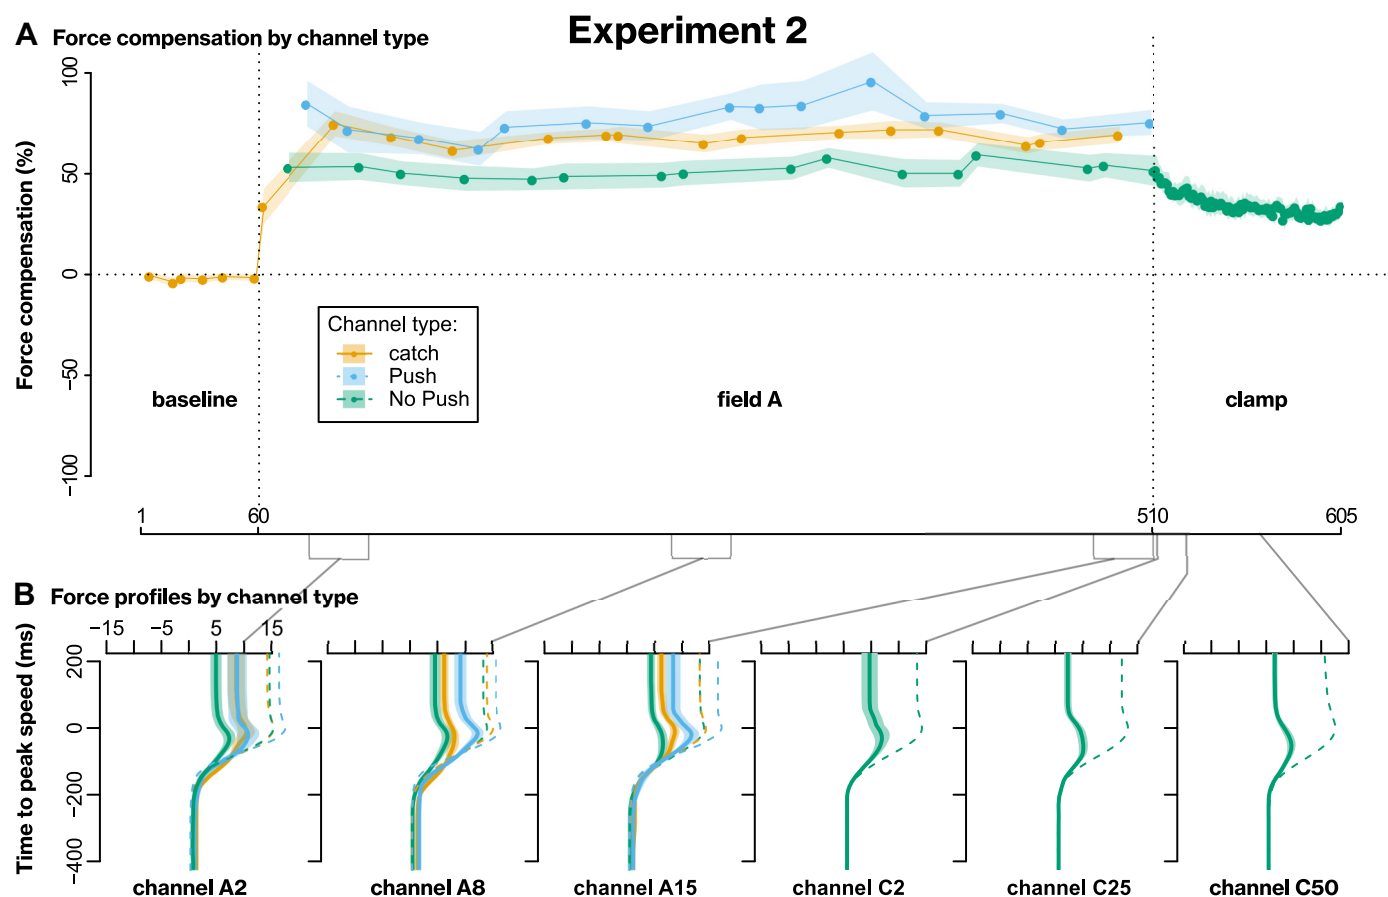 Experiment 2
A Force compensation by channel type
Force compensation (%)
100
50
0
−50
−100
Channel type:
catch
Push
No Push
baseline
field A
clamp
1
60
510
605
B Force profiles by channel type
−15
−5
5
15
Time to peak speed (ms)
200
0
−200
−400
channel A2
channel A8
channel A15
channel C2
channel C25
channel C50